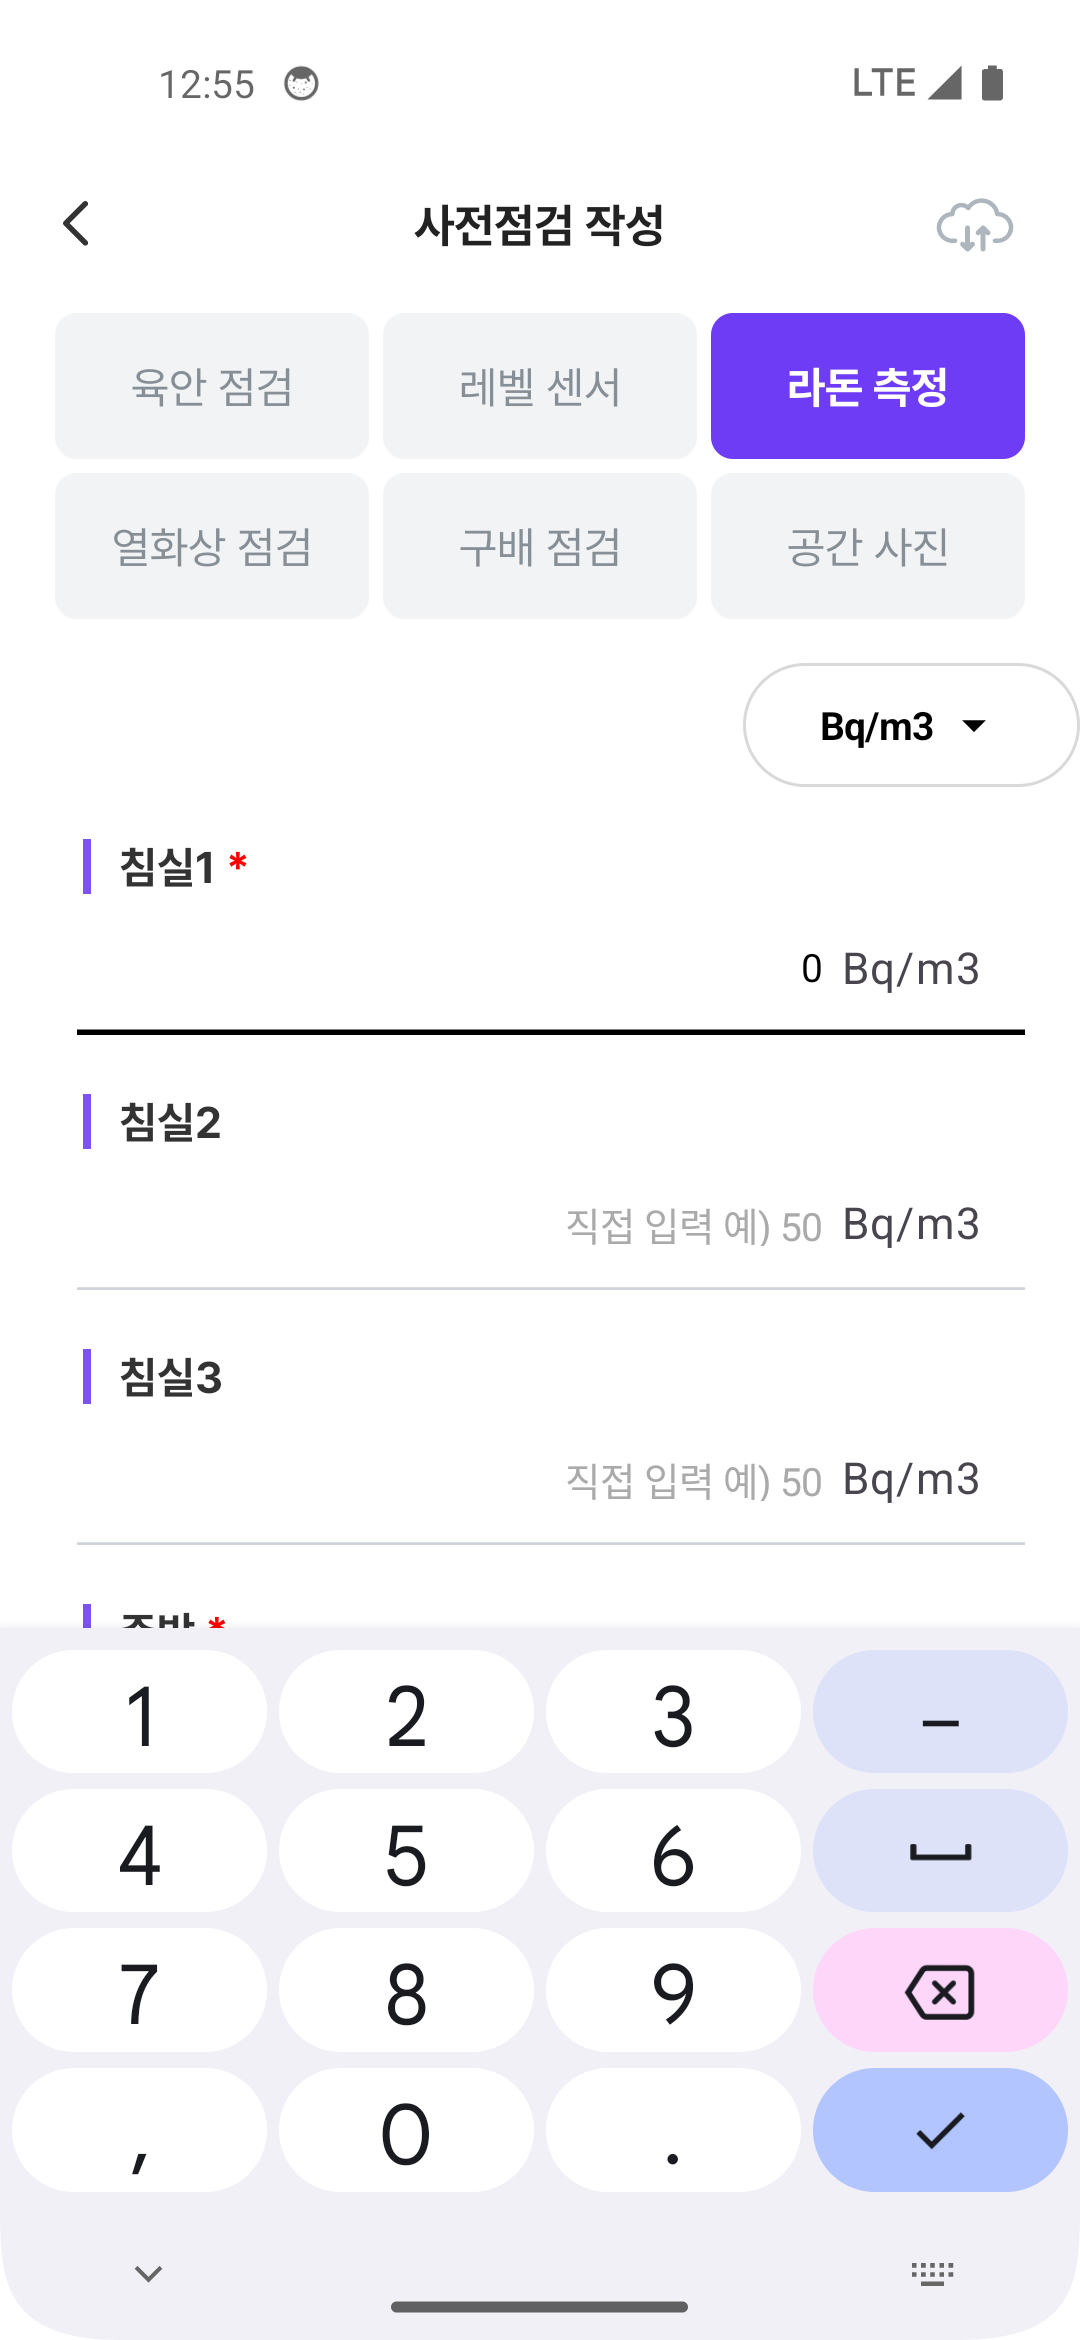 12:55
LTE
사전점검 작성
육안 점검
레벨 센서
라돈 측정
열화상 점검
구배 점검
공간 사진
Bq/m3
침실1 *
0 Bq/m3
침실2
직접 입력 예) 50 Bq/m3
침실3
직접 입력 예) 50 Bq/m3
*
1 2 3 –
4 5 6
7 8 9
, 0 .